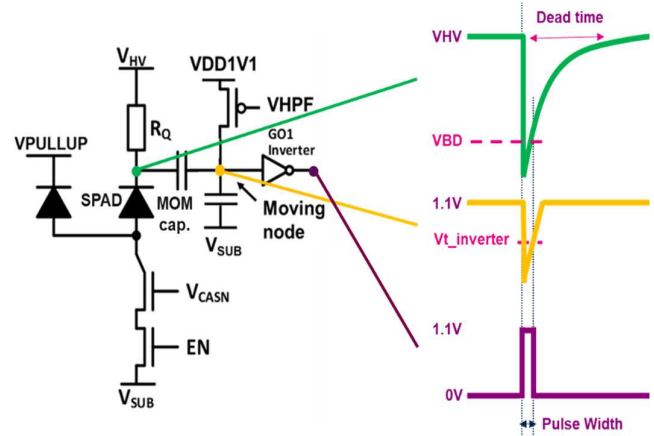 V_HV
VDD1V1
VHPF
R_Q
GO1
Inverter
VPULLUP
SPAD
MOM
cap.
Moving
node
V_SUB
V_CASN
EN
V_SUB
Dead time
VHV
VBD
1.1V
Vt_inverter
1.1V
0V
Pulse Width